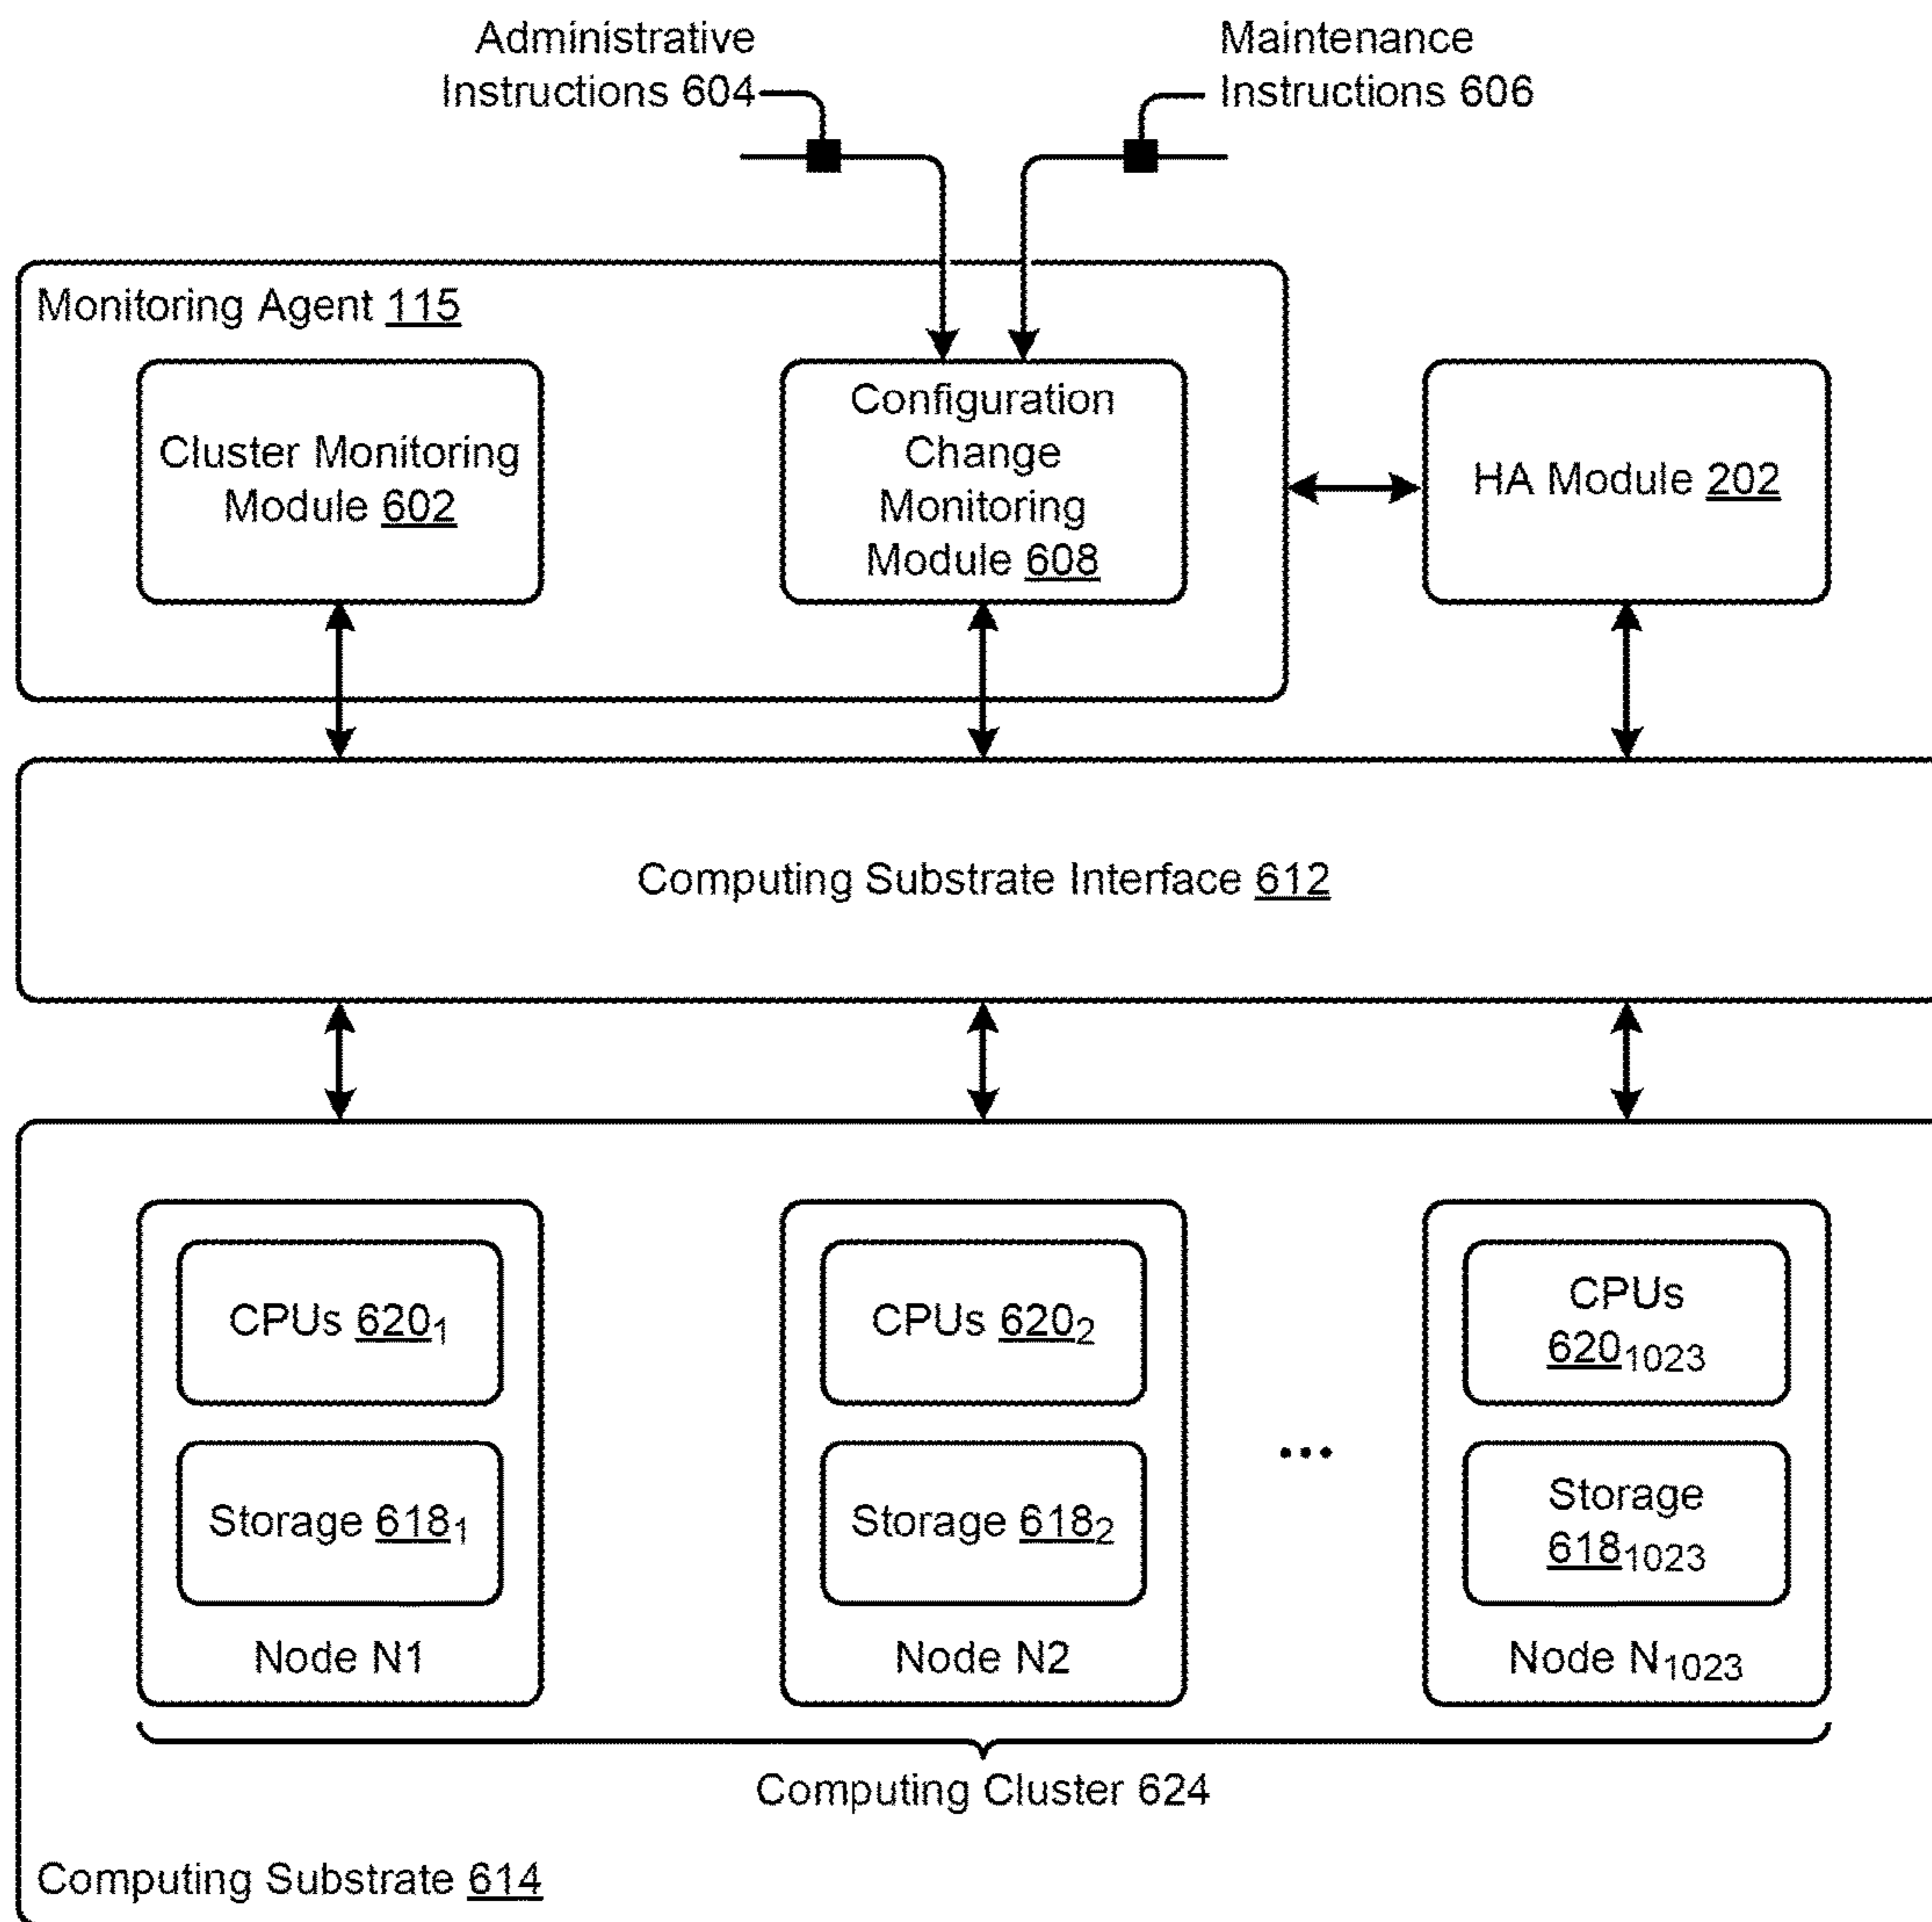 Administrative
Instructions 604
Maintenance
Instructions 606
Monitoring Agent 115
Cluster Monitoring
Module 602
Configuration
Change
Monitoring
Module 608
HA Module 202
Computing Substrate Interface 612
CPUs 620₁
Storage 618₁
Node N1
CPUs 620₂
Storage 618₂
Node N2
...
CPUs
620₁₀₂₃
Storage
618₁₀₂₃
Node N₁₀₂₃
Computing Cluster 624
Computing Substrate 614